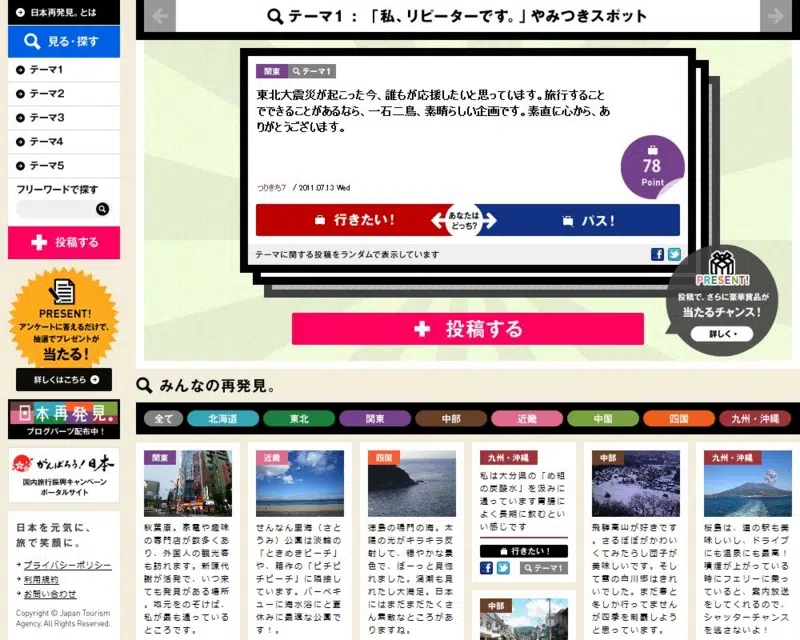 日本再発見。とは
見る・探す
テーマ1
テーマ2
テーマ3
テーマ4
テーマ5
フリーワードで探す
投稿する
PRESENT!
アンケートに答えるだけで、
抽選でプレゼントが
当たる!
詳しくはこちら
日本再発見。
ブログパーツ配布中!
がんばろう!日本
国内旅行振興キャンペーン
ポータルサイト
日本を元気に、
旅で笑顔に。
プライバシーポリシー
利用規約
お問い合わせ
Copyright © Japan Tourism
Agency. All Rights Reserved.
テーマ1 : 「私、リピーターです。」やみつきスポット
関東 テーマ1
東北大震災が起こった今、誰もが応援したいと思っています。旅行すること
でできることがあるなら、一石二鳥、素晴らしい企画です。素直に心から、あ
りがとうございます。
つりきち7 / 2011.07.13 Wed
78
Point
行きたい!
あなたは
どっち?
パス!
テーマに関する投稿をランダムで表示しています
PRESENT!
投稿で、さらに豪華賞品が
当たるチャンス!
詳しく
投稿する
みんなの再発見。
全て 北海道 東北 関東 中部 近畿 中国 四国 九州・沖縄
関東
秋葉原。家電や趣味
の専門店が数多くあ
り、外国人の観光客
も訪れます。新陳代
謝が活発で、いつ来
ても発見がある場所
。地元をのぞけば、
私が最も通っている
ところです。
近畿
せんなん里海(さと
うみ)公園は淡輪の
「ときめきビーチ」
や、箱作の「ピチピ
チビーチ」に隣接し
ています。バーベキ
ューに海水浴にと夏
休みに最適な公園で
す!。
四国
徳島の鳴門の海。太
陽の光がキラキラ反
射して、穏やかな景
色で、ぼーっと見惚
れました。渦潮も見
れたし大満足。日本
にはまだまだたくさ
ん素敵なところがあ
りますね。
九州・沖縄
私は大分県の「め組
の炭酸水」を汲みに
通っています胃腸に
よく長期に飲むとい
い感じです
行きたい!
テーマ1
中部
中部
飛騨高山が好きです
。さるぼぼがかわい
くてみたらし団子が
美味しいです。そし
て雪の白川郷はきれ
いでした。まだ春と
冬しか行ってません
が四季を制覇しよう
と思っています。
九州・沖縄
桜島は、道の駅も美
味しいし、ドライブ
にも温泉にも最高!
噴煙が上がっている
時にフェリーに乗っ
ていると、案内放送
をしてくれるので、
シャッターチャンス
を逃さないよ!